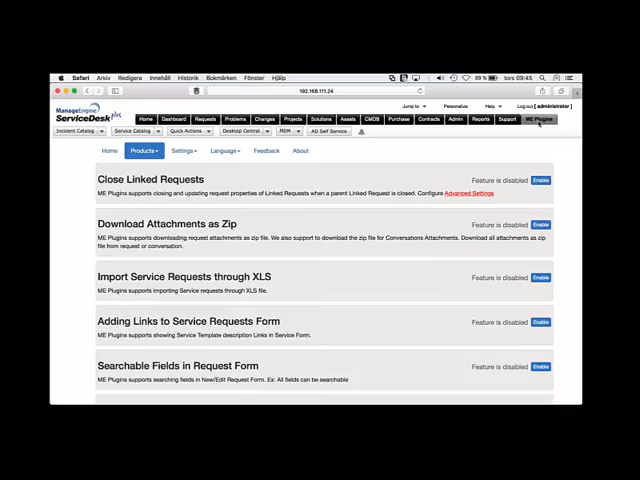 Safari Arkiv Redigera Innehåll Historik Bokmärken Fönster Hjälp 89 % tors 09:45
192.168.111.24
ManageEngine
ServiceDesk plus
Jump to Personalize Help Log out [ administrator ]
Home Dashboard Requests Problems Changes Projects Solutions Assets CMDB Purchase Contracts Admin Reports Support ME Plugins
Incident Catalog Service Catalog Quick Actions Desktop Central MDM AD Self Service
Home Products Settings Language Feedback About
Close Linked Requests
Feature is disabled Enable
ME Plugins supports closing and updating request properties of Linked Requests when a parent Linked Request is closed. Configure Advanced Settings
Download Attachments as Zip
Feature is disabled Enable
ME Plugins supports downloading request attachments as zip file. We also support to download the zip file for Conversations Attachments. Download all attachments as zip
file from request or conversation.
Import Service Requests through XLS
Feature is disabled Enable
ME Plugins supports importing Service requests through XLS file.
Adding Links to Service Requests Form
Feature is disabled Enable
ME Plugins supports showing Service Template description Links in Service Form.
Searchable Fields in Request Form
Feature is disabled Enable
ME Plugins supports searching fields in New/Edit Request Form. Ex: All fields can be searchable